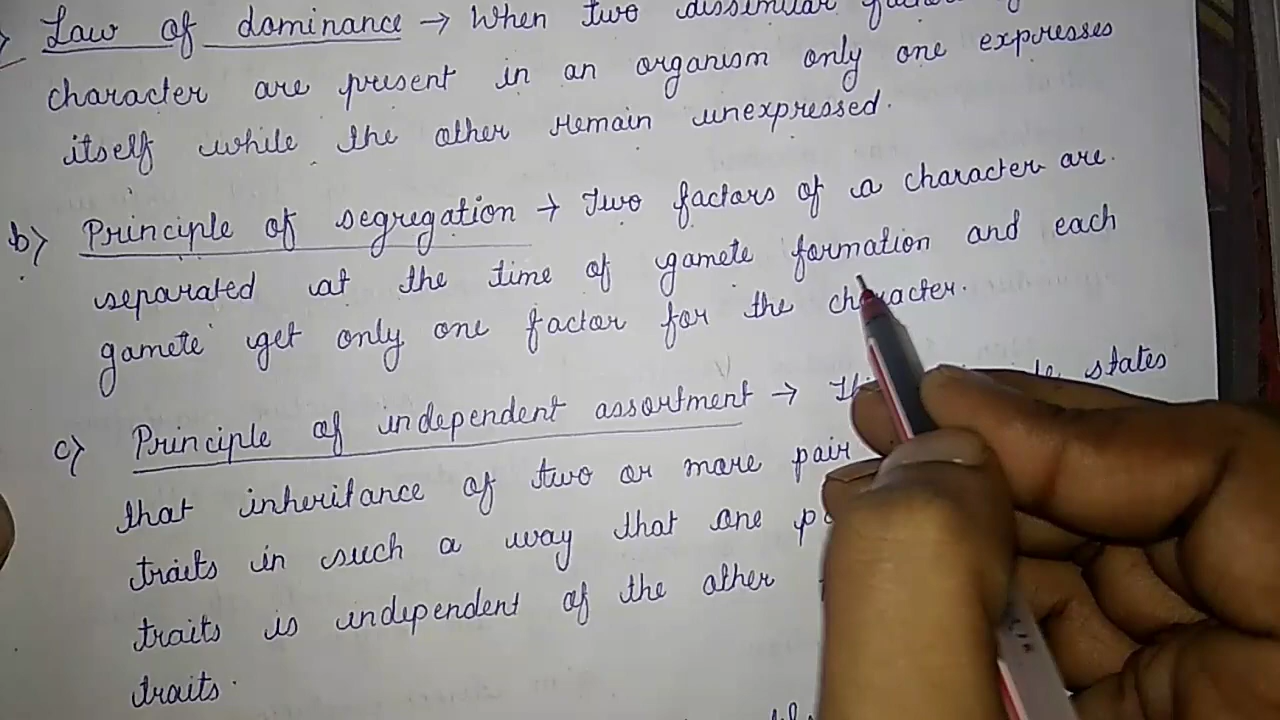 Law of dominance → When two dissimilar
character are present in an organism only one expresses
itself while the other remain unexpressed.
b) Principle of segregation → Two factors of a character are
separated at the time of gamete formation and each
gamete get only one factor for the character.
c) Principle of independent assortment → states
that inheritance of two or more pair
traits in such a way that one
traits is independent of the other
traits.